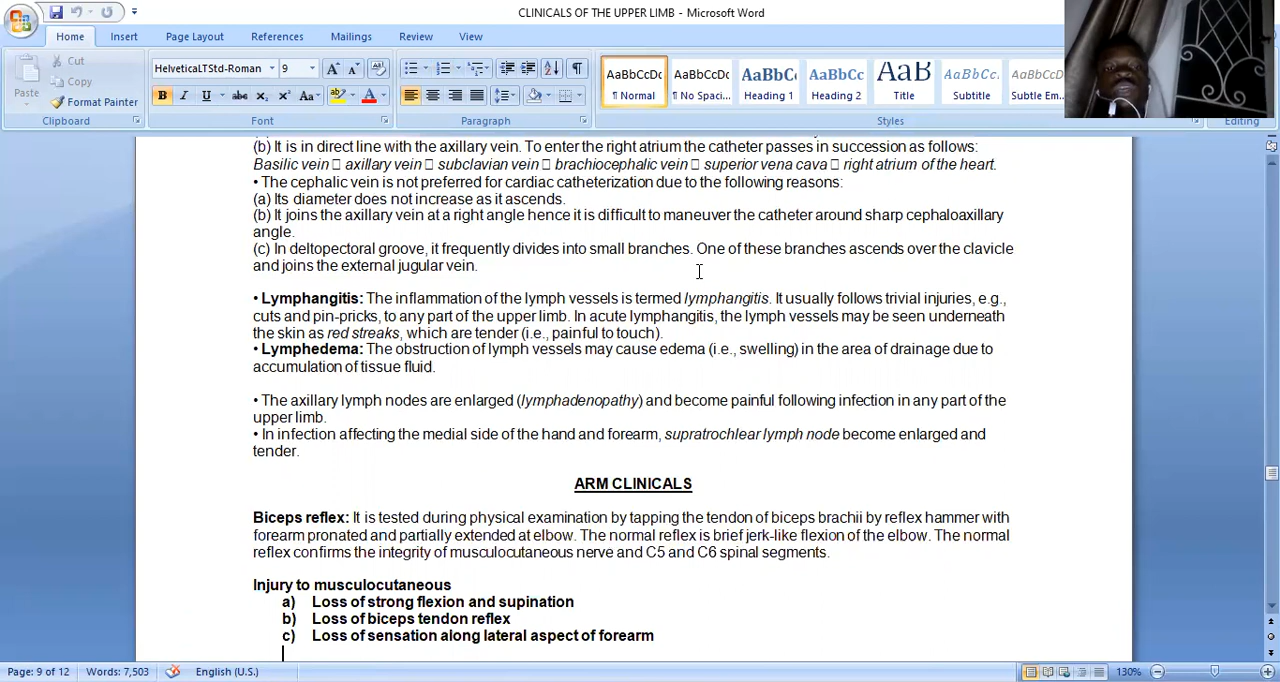 CLINICALS OF THE UPPER LIMB - Microsoft Word
Home Insert Page Layout References Mailings Review View
Paste Cut Copy Format Painter
HelveticaLTStd-Roman 9
B I U abc x₂ x² Aa
AaBbCcDc AaBbCcDc AaBbCc AaBbCc AaB AaBbCc. AaBbCcDc
¶ Normal ¶ No Spaci... Heading 1 Heading 2 Title Subtitle Subtle Em...
Clipboard Font Paragraph Styles Editing
(b) It is in direct line with the axillary vein. To enter the right atrium the catheter passes in succession as follows:
Basilic vein □ axillary vein □ subclavian vein □ brachiocephalic vein □ superior vena cava □ right atrium of the heart.
• The cephalic vein is not preferred for cardiac catheterization due to the following reasons:
(a) Its diameter does not increase as it ascends.
(b) It joins the axillary vein at a right angle hence it is difficult to maneuver the catheter around sharp cephaloaxillary
angle.
(c) In deltopectoral groove, it frequently divides into small branches. One of these branches ascends over the clavicle
and joins the external jugular vein.
• Lymphangitis: The inflammation of the lymph vessels is termed lymphangitis. It usually follows trivial injuries, e.g.,
cuts and pin-pricks, to any part of the upper limb. In acute lymphangitis, the lymph vessels may be seen underneath
the skin as red streaks, which are tender (i.e., painful to touch).
• Lymphedema: The obstruction of lymph vessels may cause edema (i.e., swelling) in the area of drainage due to
accumulation of tissue fluid.
• The axillary lymph nodes are enlarged (lymphadenopathy) and become painful following infection in any part of the
upper limb.
• In infection affecting the medial side of the hand and forearm, supratrochlear lymph node become enlarged and
tender.
ARM CLINICALS
Biceps reflex: It is tested during physical examination by tapping the tendon of biceps brachii by reflex hammer with
forearm pronated and partially extended at elbow. The normal reflex is brief jerk-like flexion of the elbow. The normal
reflex confirms the integrity of musculocutaneous nerve and C5 and C6 spinal segments.
Injury to musculocutaneous
a) Loss of strong flexion and supination
b) Loss of biceps tendon reflex
c) Loss of sensation along lateral aspect of forearm
Page: 9 of 12 Words: 7,503 English (U.S.) 130%